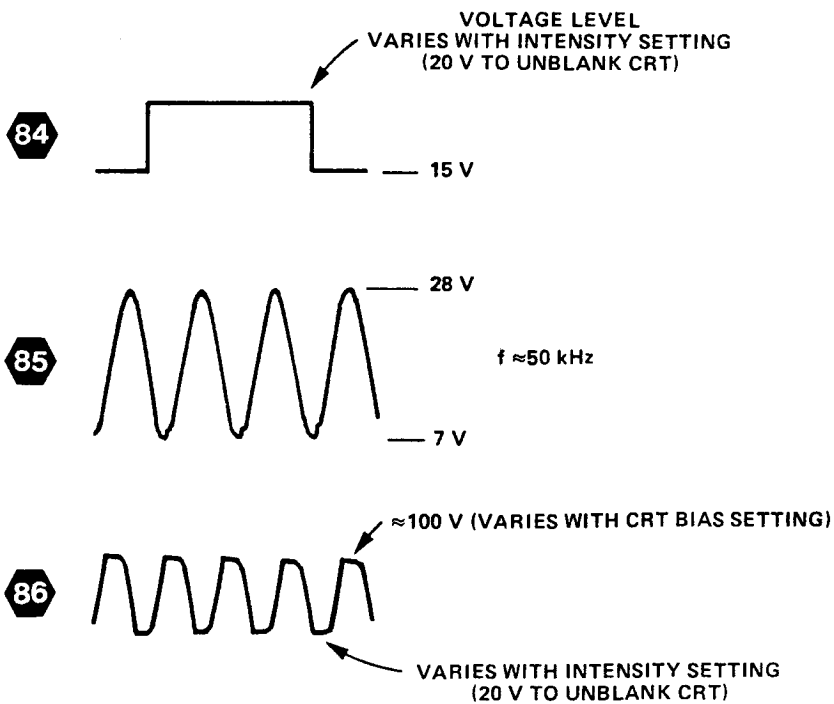 VOLTAGE LEVEL
VARIES WITH INTENSITY SETTING
(20 V TO UNBLANK CRT)
84
15 V
28 V
85
f ≈50 kHz
7 V
≈100 V (VARIES WITH CRT BIAS SETTING)
86
VARIES WITH INTENSITY SETTING
(20 V TO UNBLANK CRT)